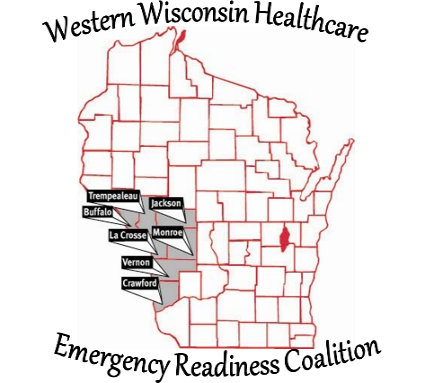 Western Wisconsin Healthcare
Trempealeau
Jackson
Buffalo
La Crosse
Monroe
Vernon
Crawford
Emergency Readiness Coalition